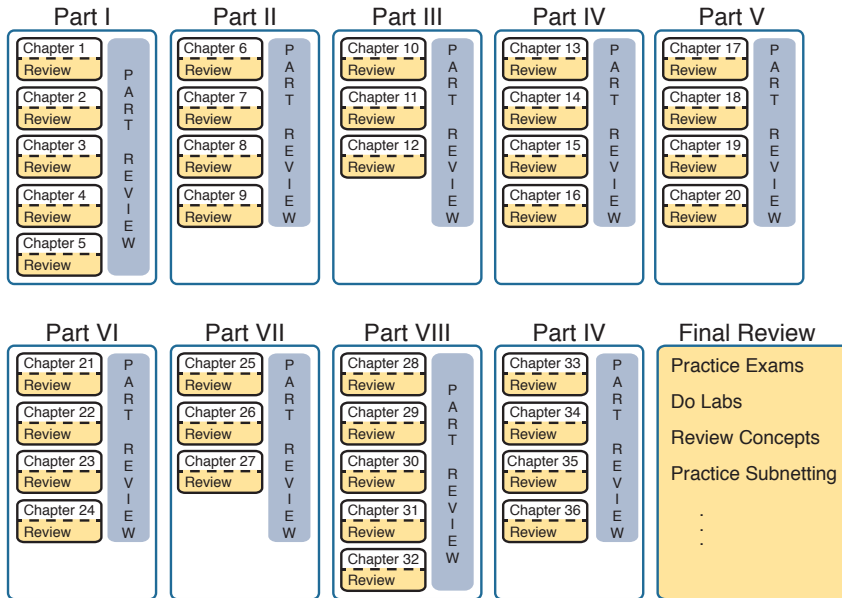 Part I
Chapter 1
Review
Chapter 2
Review
Chapter 3
Review
Chapter 4
Review
Chapter 5
Review
PART REVIEW
Part II
Chapter 6
Review
Chapter 7
Review
Chapter 8
Review
Chapter 9
Review
PART REVIEW
Part III
Chapter 10
Review
Chapter 11
Review
Chapter 12
Review
PART REVIEW
Part IV
Chapter 13
Review
Chapter 14
Review
Chapter 15
Review
Chapter 16
Review
PART REVIEW
Part V
Chapter 17
Review
Chapter 18
Review
Chapter 19
Review
Chapter 20
Review
PART REVIEW
Part VI
Chapter 21
Review
Chapter 22
Review
Chapter 23
Review
Chapter 24
Review
PART REVIEW
Part VII
Chapter 25
Review
Chapter 26
Review
Chapter 27
Review
PART REVIEW
Part VIII
Chapter 28
Review
Chapter 29
Review
Chapter 30
Review
Chapter 31
Review
Chapter 32
Review
PART REVIEW
Part IV
Chapter 33
Review
Chapter 34
Review
Chapter 35
Review
Chapter 36
Review
PART REVIEW
Final Review
Practice Exams
Do Labs
Review Concepts
Practice Subnetting
.
.
.